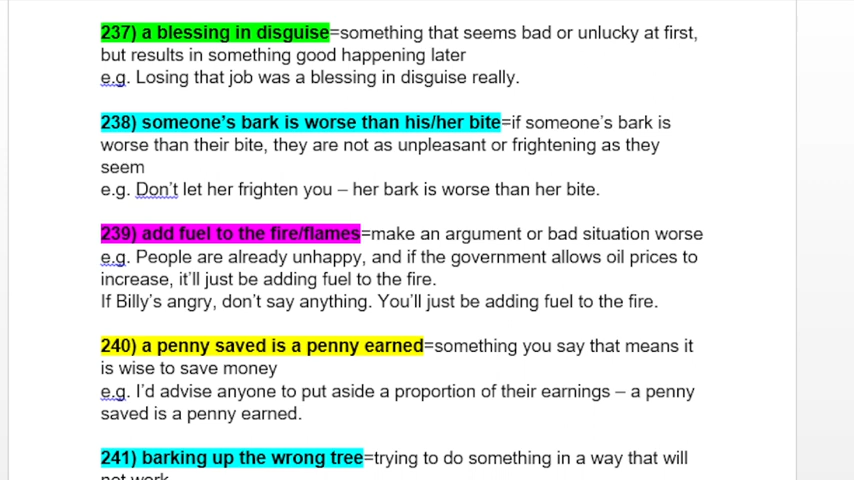 237) a blessing in disguise=something that seems bad or unlucky at first,
but results in something good happening later
e.g. Losing that job was a blessing in disguise really.
238) someone's bark is worse than his/her bite=if someone's bark is
worse than their bite, they are not as unpleasant or frightening as they
seem
e.g. Don't let her frighten you – her bark is worse than her bite.
239) add fuel to the fire/flames=make an argument or bad situation worse
e.g. People are already unhappy, and if the government allows oil prices to
increase, it'll just be adding fuel to the fire.
If Billy's angry, don't say anything. You'll just be adding fuel to the fire.
240) a penny saved is a penny earned=something you say that means it
is wise to save money
e.g. I'd advise anyone to put aside a proportion of their earnings – a penny
saved is a penny earned.
241) barking up the wrong tree=trying to do something in a way that will
not work